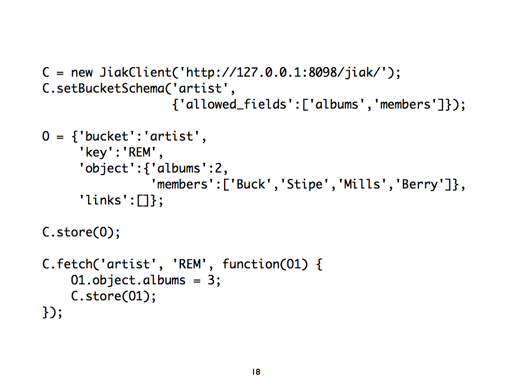 C = new JiakClient('http://127.0.0.1:8098/jiak/');
C.setBucketSchema('artist',
                  {'allowed_fields':['albums','members']});
O = {'bucket':'artist',
     'key':'REM',
     'object':{'albums':2,
               'members':['Buck','Stipe','Mills','Berry']},
     'links':[]};
C.store(O);
C.fetch('artist', 'REM', function(O1) {
    O1.object.albums = 3;
    C.store(O1);
});
18